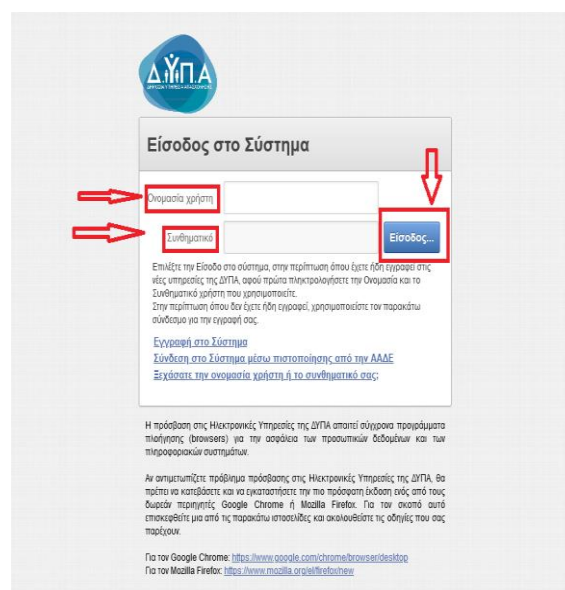 Δ.ΎΠ.Α
ΔΗΜΟΣΙΑ ΥΠΗΡΕΣΙΑ ΑΠΑΣΧΟΛΗΣΗΣ
Είσοδος στο Σύστημα
Ονομασία χρήστη
Συνθηματικό
Είσοδος...
Επιλέξτε την Είσοδο στο σύστημα, στην περίπτωση όπου έχετε ήδη εγγραφεί στις
νέες υπηρεσίες της ΔΥΠΑ, αφού πρώτα πληκτρολογήσετε την Ονομασία και το
Συνθηματικό χρήστη που χρησιμοποιείτε.
Στην περίπτωση όπου δεν έχετε ήδη εγγραφεί, χρησιμοποιείστε τον παρακάτω
σύνδεσμο για την εγγραφή σας.
Εγγραφή στο Σύστημα
Σύνδεση στο Σύστημα μέσω πιστοποίησης από την ΑΑΔΕ
Ξεχάσατε την ονομασία χρήστη ή το συνθηματικό σας;
Η πρόσβαση στις Ηλεκτρονικές Υπηρεσίες της ΔΥΠΑ απαιτεί σύγχρονα προγράμματα
πλοήγησης (browsers) για την ασφάλεια των προσωπικών δεδομένων και των
πληροφοριακών συστημάτων.
Αν αντιμετωπίζετε πρόβλημα πρόσβασης στις Ηλεκτρονικές Υπηρεσίες της ΔΥΠΑ, θα
πρέπει να κατεβάσετε και να εγκαταστήσετε την πιο πρόσφατη έκδοση ενός από τους
δωρεάν περιηγητές Google Chrome ή Mozilla Firefox. Για τον σκοπό αυτό
επισκεφθείτε μια από τις παρακάτω ιστοσελίδες και ακολουθείστε τις οδηγίες που σας
παρέχουν.
Για τον Google Chrome: https://www.google.com/chrome/browser/desktop
Για τον Mozilla Firefox: https://www.mozilla.org/el/firefox/new